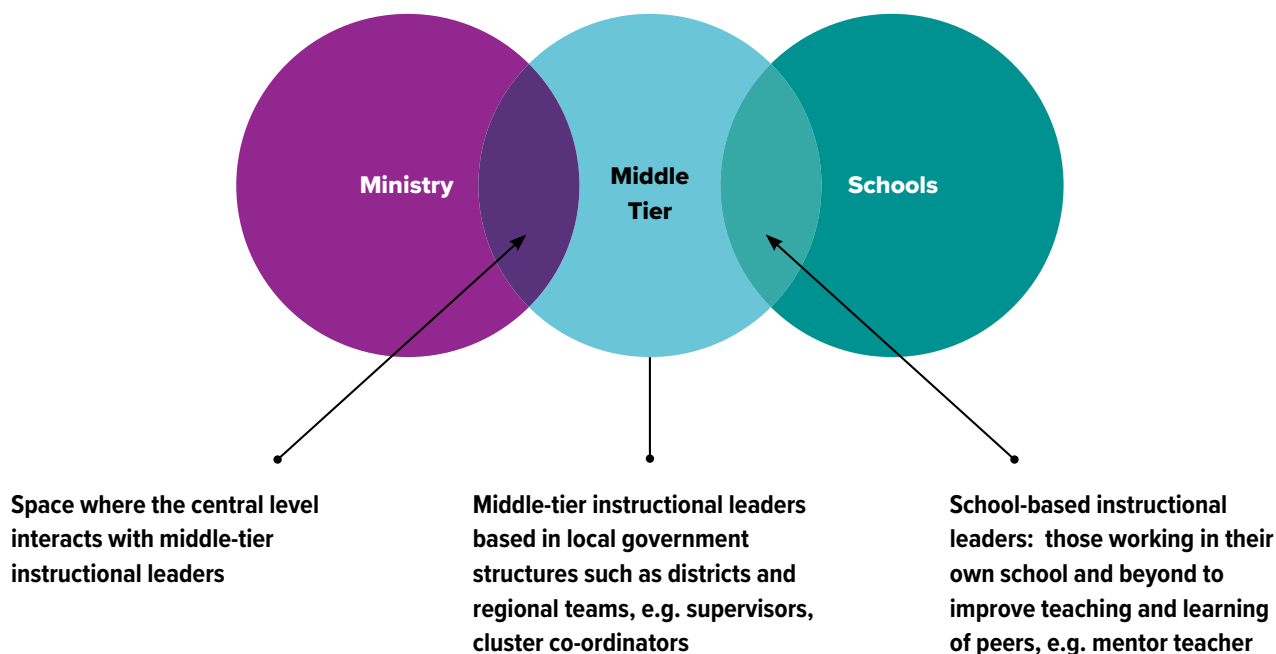 Ministry
Middle
Tier
Schools
Space where the central level
interacts with middle-tier
instructional leaders
Middle-tier instructional leaders
based in local government
structures such as districts and
regional teams, e.g. supervisors,
cluster co-ordinators
School-based instructional
leaders:  those working in their
own school and beyond to
improve teaching and learning
of peers, e.g. mentor teacher